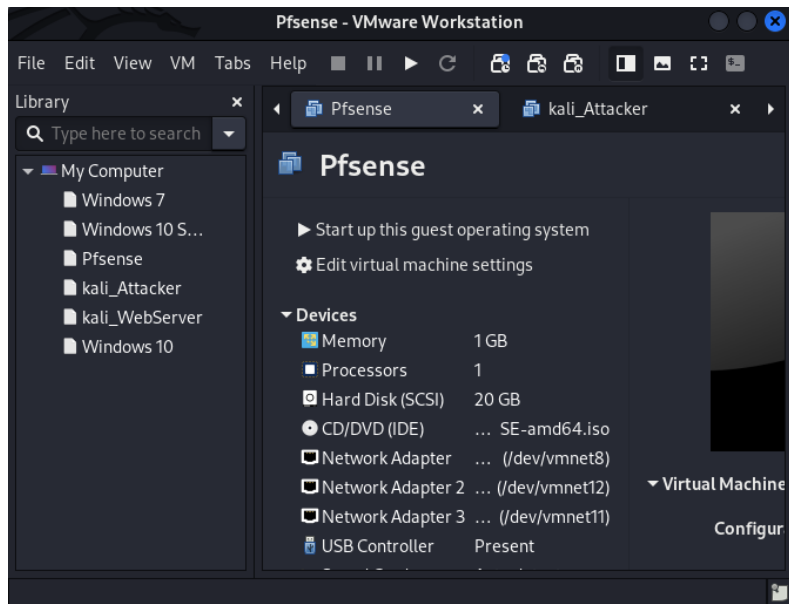 Pfsense - VMware Workstation
File Edit View VM Tabs Help
Library
Pfsense
kali_Attacker
Type here to search
My Computer
Windows 7
Windows 10 S...
Pfsense
kali_Attacker
kali_WebServer
Windows 10
Pfsense
Start up this guest operating system
Edit virtual machine settings
Devices
Memory 1 GB
Processors 1
Hard Disk (SCSI) 20 GB
CD/DVD (IDE) ... SE-amd64.iso
Network Adapter ... (/dev/vmnet8)
Network Adapter 2 ... (/dev/vmnet12)
Network Adapter 3 ... (/dev/vmnet11)
USB Controller Present
Virtual Machine
Configur